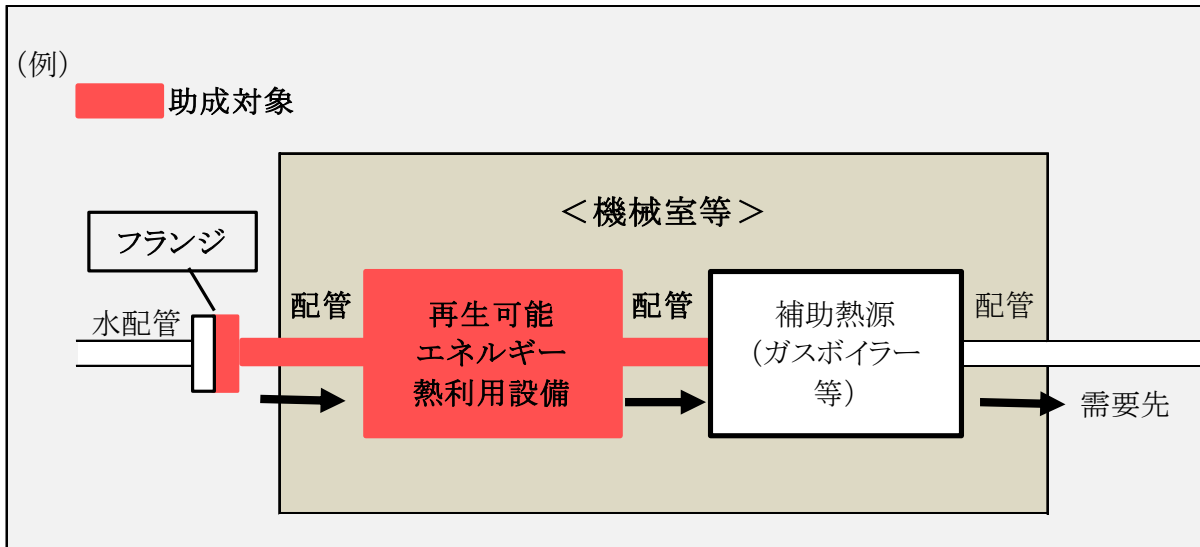 （例）
助成対象
＜機械室等＞
フランジ
水配管
配管
再生可能
エネルギー
熱利用設備
配管
補助熱源
（ガスボイラー
等）
配管
需要先